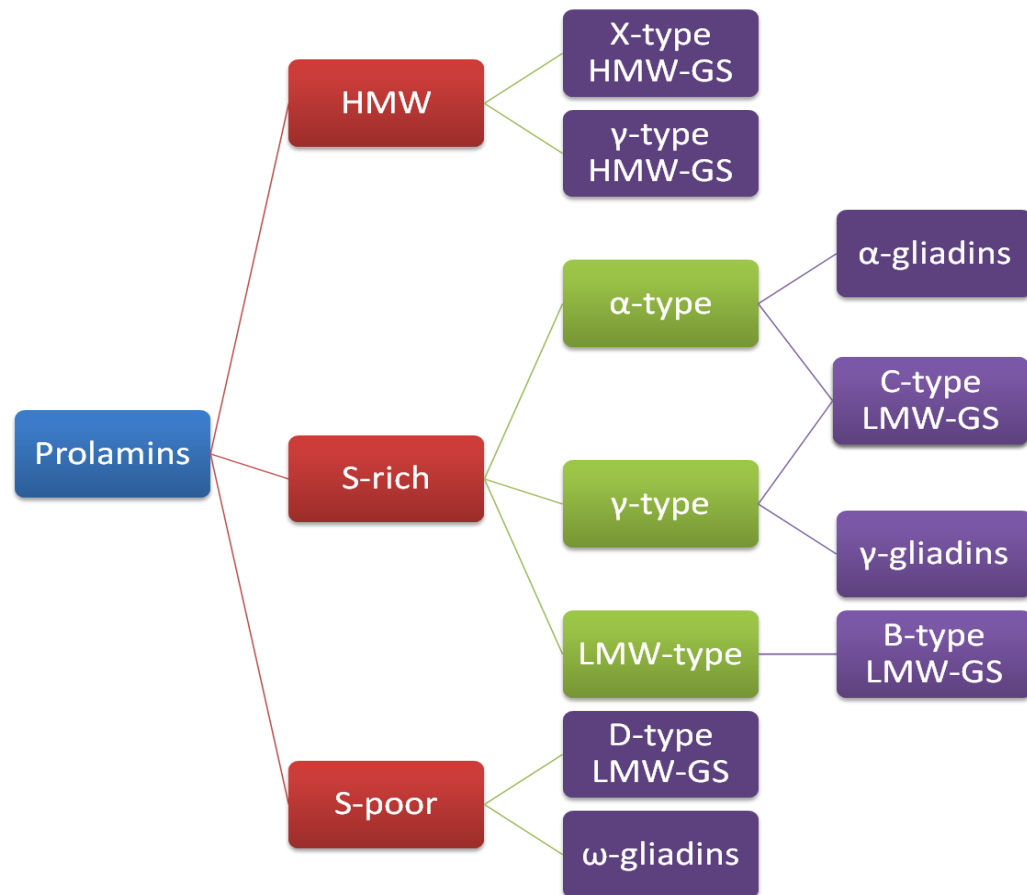 X-type
HMW-GS
HMW
γ-type
HMW-GS
α-gliadins
α-type
C-type
LMW-GS
Prolamins
S-rich
γ-type
γ-gliadins
LMW-type
B-type
LMW-GS
D-type
LMW-GS
S-poor
ω-gliadins